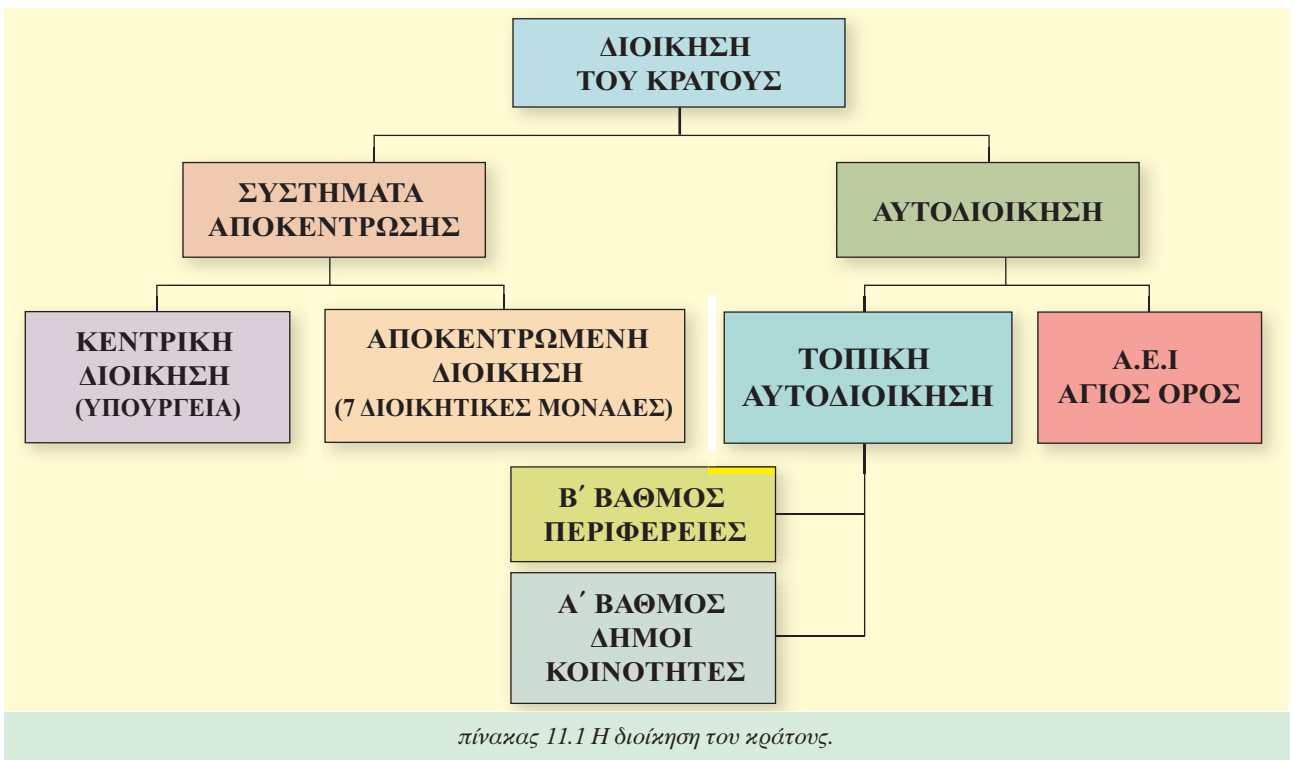 ΔΙΟΙΚΗΣΗ
ΤΟΥ ΚΡΑΤΟΥΣ
ΣΥΣΤΗΜΑΤΑ
ΑΠΟΚΕΝΤΡΩΣΗΣ
ΑΥΤΟΔΙΟΙΚΗΣΗ
ΚΕΝΤΡΙΚΗ
ΔΙΟΙΚΗΣΗ
(ΥΠΟΥΡΓΕΙΑ)
ΑΠΟΚΕΝΤΡΩΜΕΝΗ
ΔΙΟΙΚΗΣΗ
(7 ΔΙΟΙΚΗΤΙΚΕΣ ΜΟΝΑΔΕΣ)
ΤΟΠΙΚΗ
ΑΥΤΟΔΙΟΙΚΗΣΗ
Α.Ε.Ι
ΑΓΙΟΣ ΟΡΟΣ
Β΄ ΒΑΘΜΟΣ
ΠΕΡΙΦΕΡΕΙΕΣ
Α΄ ΒΑΘΜΟΣ
ΔΗΜΟΙ
ΚΟΙΝΟΤΗΤΕΣ
πίνακας 11.1 Η διοίκηση του κράτους.